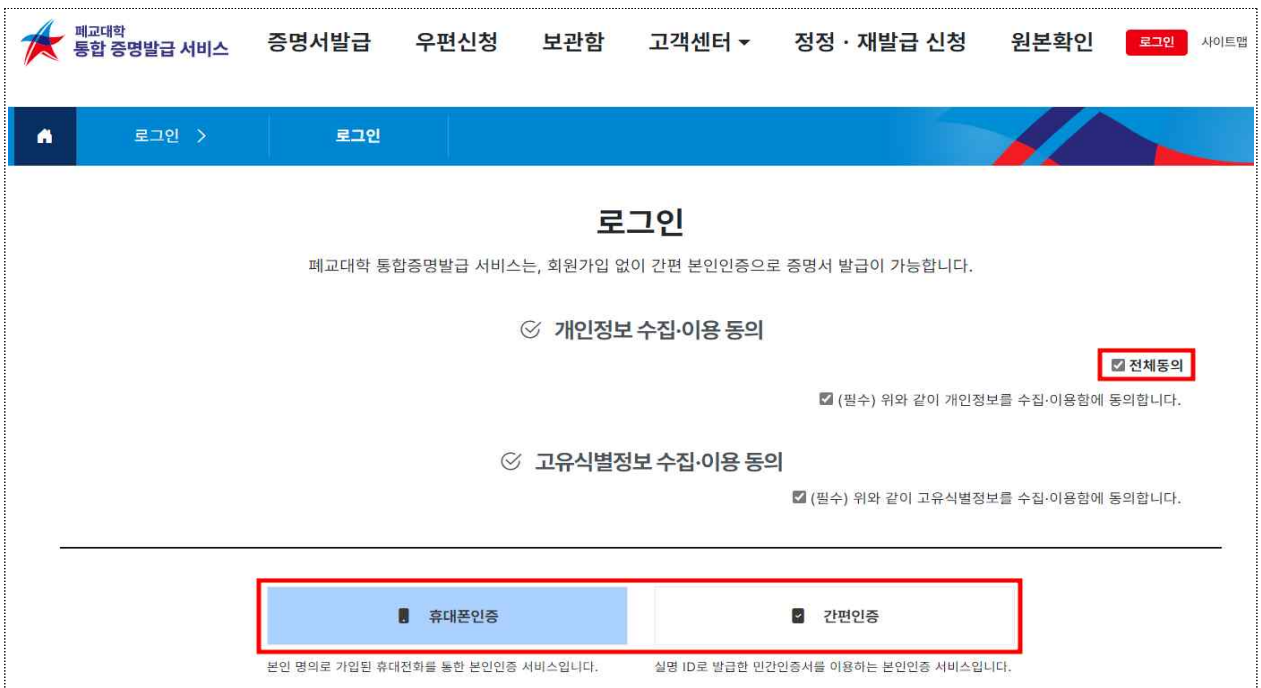 폐교대학
통합 증명발급 서비스
증명서발급 우편신청 보관함 고객센터 정정 · 재발급 신청 원본확인 로그인 사이트맵
로그인 > 로그인
로그인
폐교대학 통합증명발급 서비스는, 회원가입 없이 간편 본인인증으로 증명서 발급이 가능합니다.
개인정보 수집·이용 동의
전체동의
(필수) 위와 같이 개인정보를 수집·이용함에 동의합니다.
고유식별정보 수집·이용 동의
(필수) 위와 같이 고유식별정보를 수집·이용함에 동의합니다.
휴대폰인증 간편인증
본인 명의로 가입된 휴대전화를 통한 본인인증 서비스입니다. 실명 ID로 발급한 민간인증서를 이용하는 본인인증 서비스입니다.